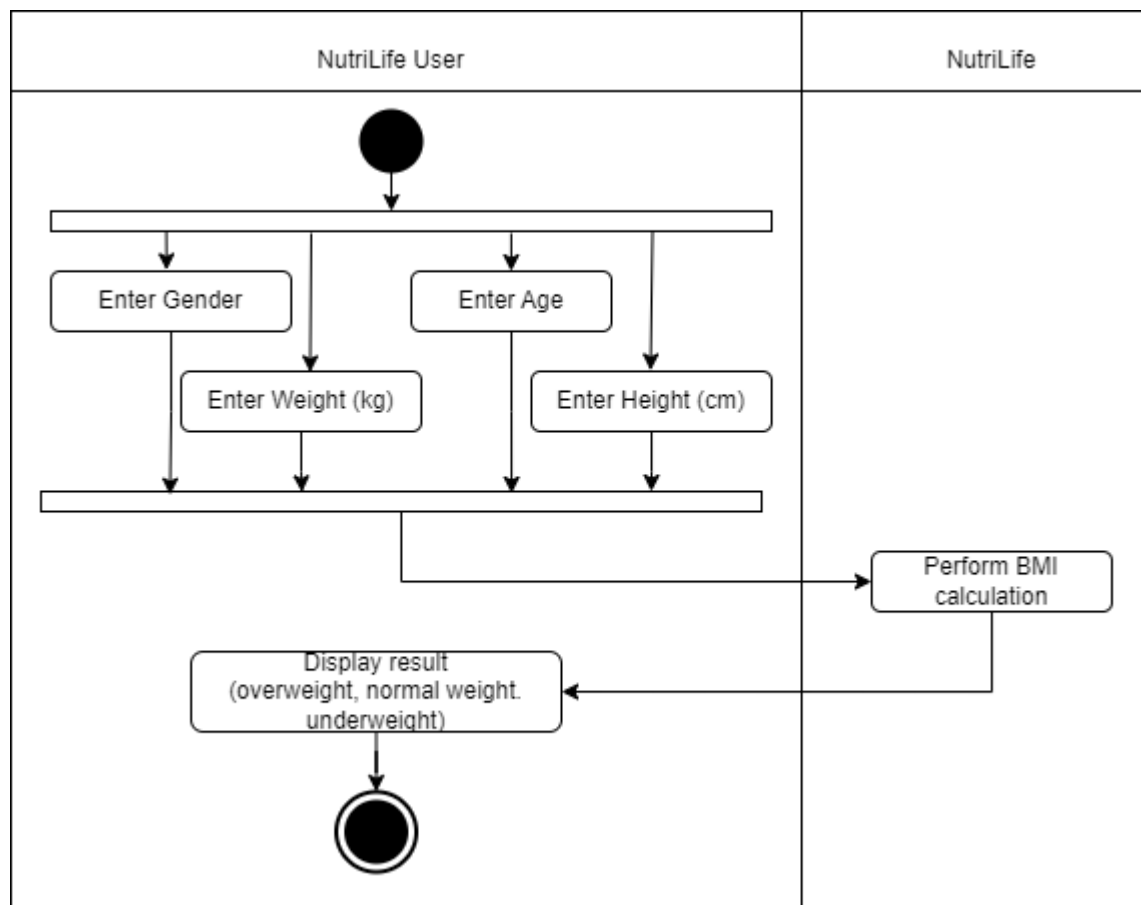 NutriLife User
NutriLife
Enter Gender
Enter Age
Enter Weight (kg)
Enter Height (cm)
Perform BMI
calculation
Display result
(overweight, normal weight.
underweight)